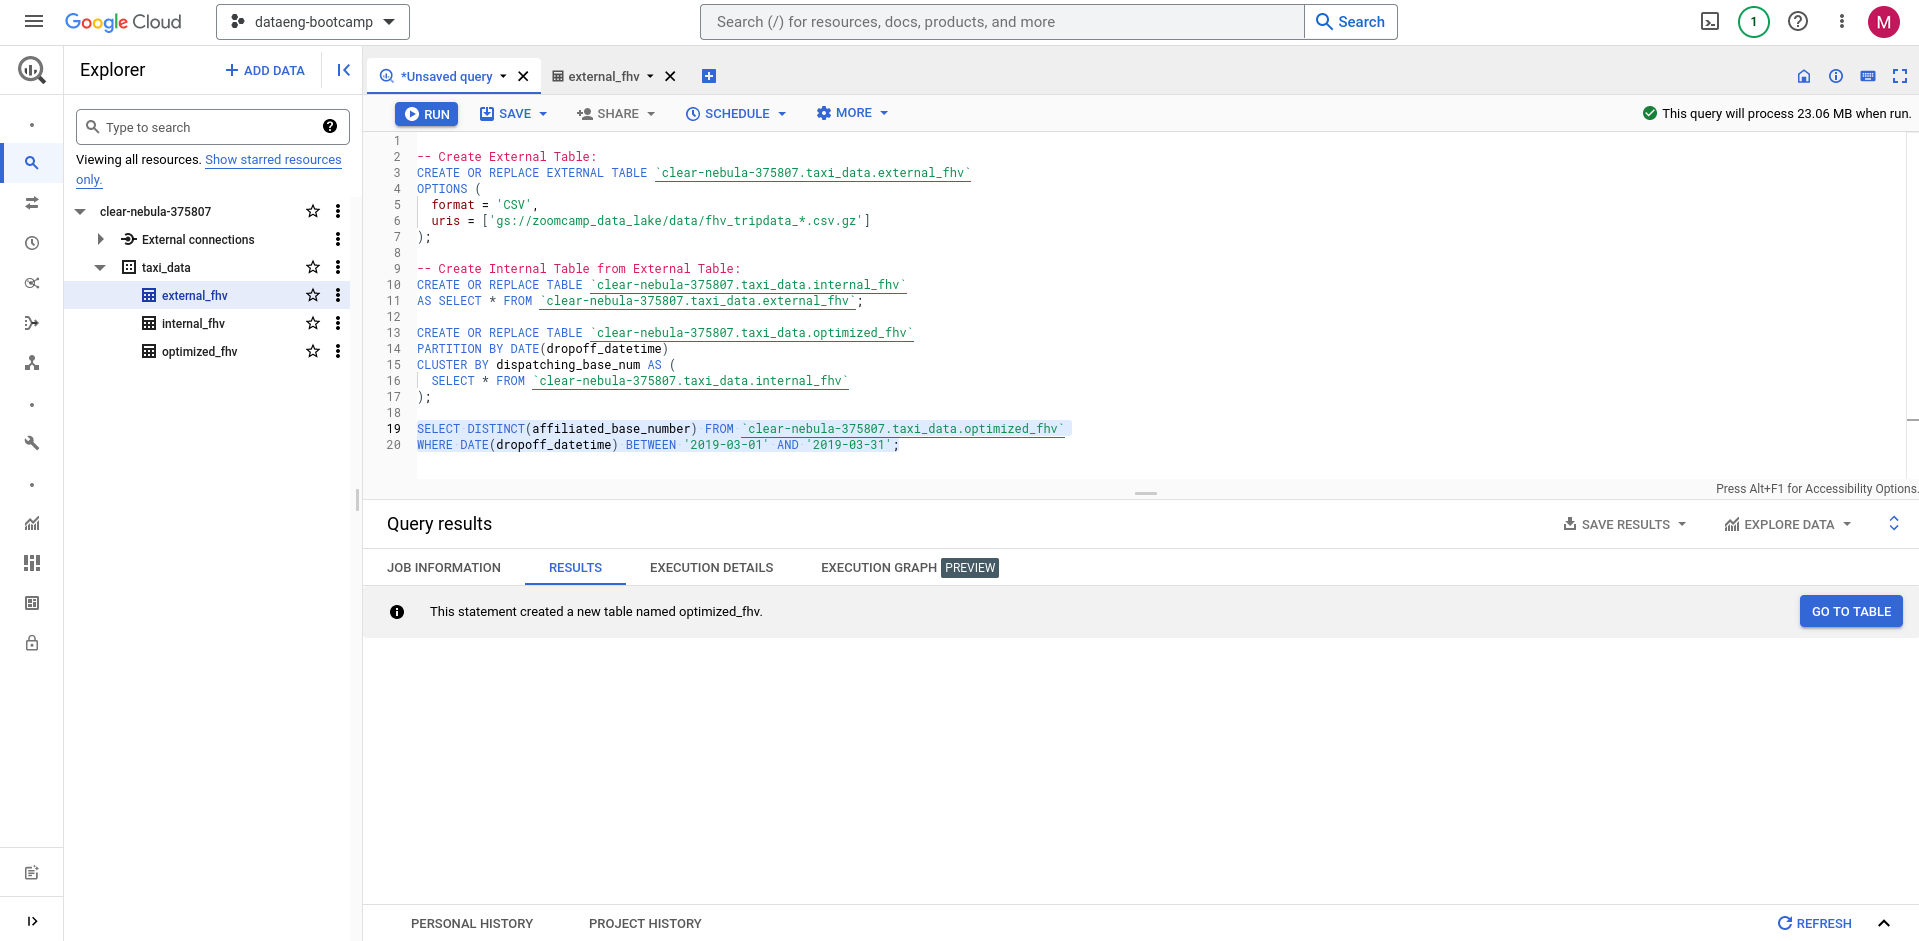 Google Cloud
dataeng-bootcamp
Search (/) for resources, docs, products, and more
Search
1
M
Explorer
ADD DATA
*Unsaved query
external_fhv
Type to search
Viewing all resources. Show starred resources
only.
clear-nebula-375807
External connections
taxi_data
external_fhv
internal_fhv
optimized_fhv
RUN
SAVE
SHARE
SCHEDULE
MORE
This query will process 23.06 MB when run.
1
2 -- Create External Table:
3 CREATE OR REPLACE EXTERNAL TABLE `clear-nebula-375807.taxi_data.external_fhv`
4 OPTIONS (
5 format = 'CSV',
6 uris = ['gs://zoomcamp_data_lake/data/fhv_tripdata_*.csv.gz']
7 );
8
9 -- Create Internal Table from External Table:
10 CREATE OR REPLACE TABLE `clear-nebula-375807.taxi_data.internal_fhv`
11 AS SELECT * FROM `clear-nebula-375807.taxi_data.external_fhv`;
12
13 CREATE OR REPLACE TABLE `clear-nebula-375807.taxi_data.optimized_fhv`
14 PARTITION BY DATE(dropoff_datetime)
15 CLUSTER BY dispatching_base_num AS (
16 SELECT * FROM `clear-nebula-375807.taxi_data.internal_fhv`
17 );
18
19 SELECT DISTINCT(affiliated_base_number) FROM `clear-nebula-375807.taxi_data.optimized_fhv`
20 WHERE DATE(dropoff_datetime) BETWEEN '2019-03-01' AND '2019-03-31';
Press Alt+F1 for Accessibility Options.
Query results
SAVE RESULTS
EXPLORE DATA
JOB INFORMATION
RESULTS
EXECUTION DETAILS
EXECUTION GRAPH PREVIEW
This statement created a new table named optimized_fhv.
GO TO TABLE
PERSONAL HISTORY
PROJECT HISTORY
REFRESH